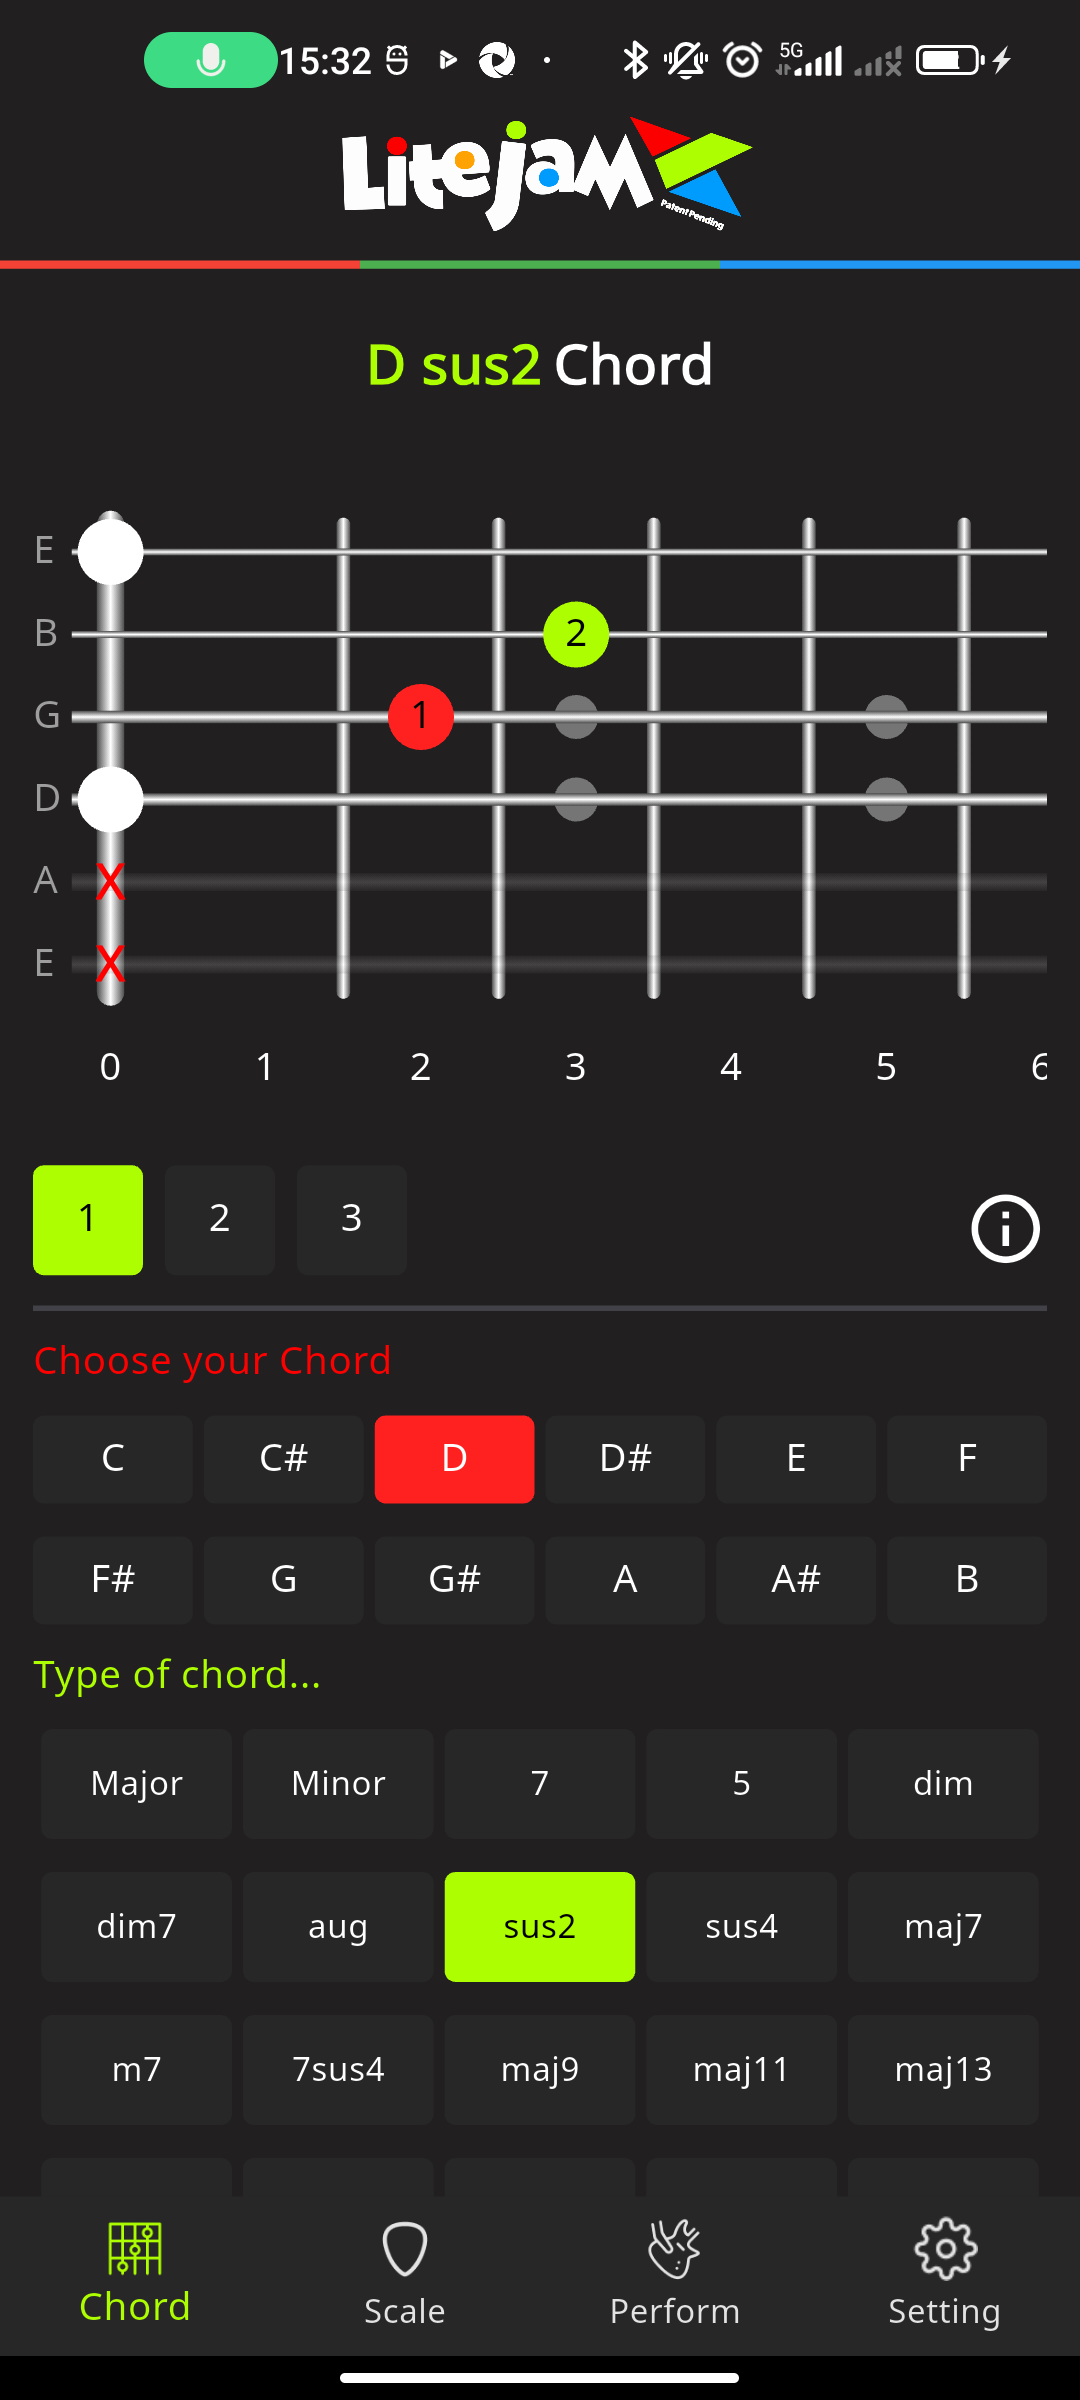 15:32 5G
Litejam
Patent Pending
D sus2 Chord
E
B 2
G 1
D
A X
E X
0 1 2 3 4 5 6
1 2 3
Choose your Chord
C C# D D# E F
F# G G# A A# B
Type of chord...
Major Minor 7 5 dim
dim7 aug sus2 sus4 maj7
m7 7sus4 maj9 maj11 maj13
Chord Scale Perform Setting